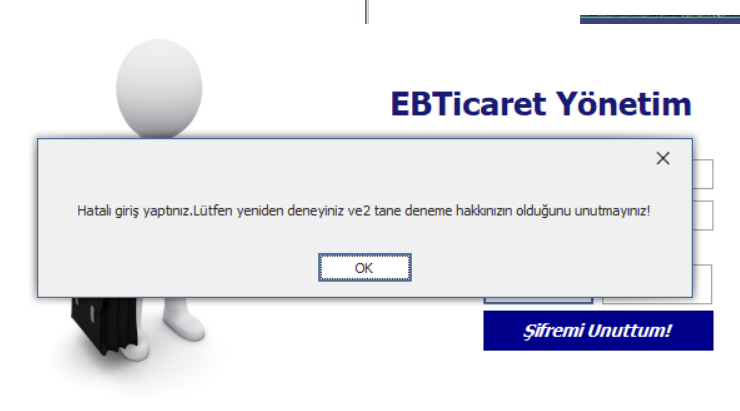 EBTicaret Yönetim
Hatalı giriş yaptınız.Lütfen yeniden deneyiniz ve2 tane deneme hakkınızın olduğunu unutmayınız!
OK
Şifremi Unuttum!